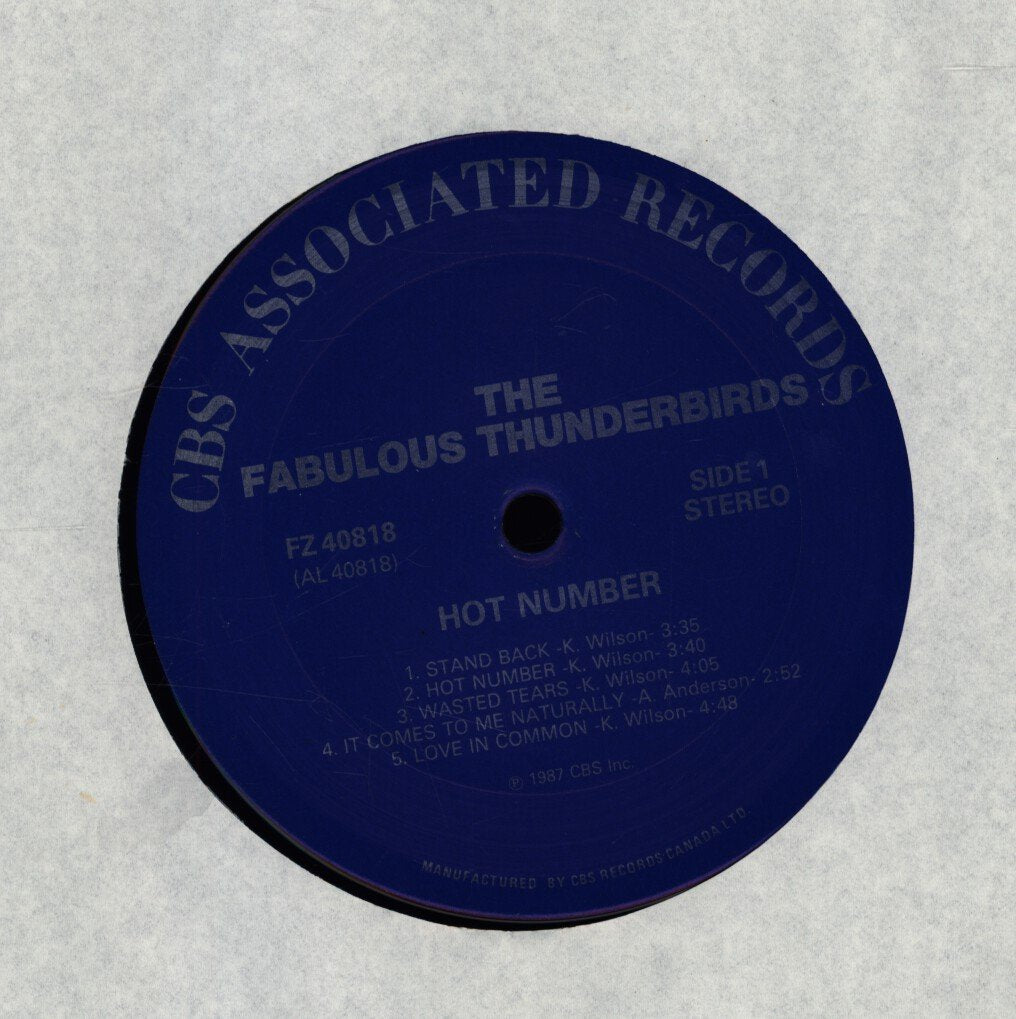 CBS ASSOCIATED RECORDS
THE
FABULOUS THUNDERBIRDS
SIDE 1
STEREO
FZ 40818
(AL 40818)
HOT NUMBER
1. STAND BACK -K. Wilson- 3:35
2. HOT NUMBER -K. Wilson- 3:40
3. WASTED TEARS -K. Wilson- 4:05
4. IT COMES TO ME NATURALLY -A. Anderson- 2:52
5. LOVE IN COMMON -K. Wilson- 4:48
℗ 1987 CBS Inc.
MANUFACTURED BY CBS RECORDS CANADA LTD